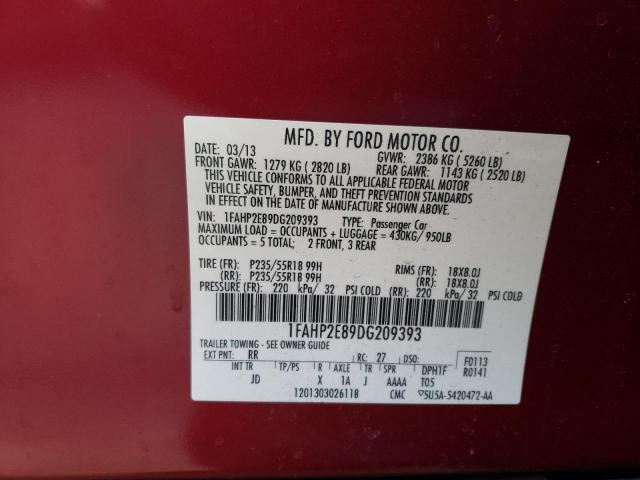 MFD. BY FORD MOTOR CO.
DATE: 03/13 GVWR: 2386 KG ( 5260 LB)
FRONT GAWR: 1279 KG ( 2820 LB) REAR GAWR: 1143 KG ( 2520 LB)
THIS VEHICLE CONFORMS TO ALL APPLICABLE FEDERAL MOTOR
VEHICLE SAFETY, BUMPER, AND THEFT PREVENTION STANDARDS
IN EFFECT ON THE DATE OF MANUFACTURE SHOWN ABOVE.
VIN: 1FAHP2E89DG209393 TYPE: Passenger Car
MAXIMUM LOAD = OCCUPANTS + LUGGAGE = 430KG/ 950LB
OCCUPANTS = 5 TOTAL; 2 FRONT, 3 REAR
TIRE (FR): P235/55R18 99H RIMS (FR): 18X8.0J
(RR): P235/55R18 99H (RR): 18X8.0J
PRESSURE (FR): 220 kPa/ 32 PSI COLD (RR): 220 kPa/ 32 PSI COLD
1FAHP2E89DG209393
TRAILER TOWING - SEE OWNER GUIDE
EXT PNT: RR RC: 27 DSO: F0113
INT TR TP/PS R AXLE TR SPR DPH1F R0141
JD X 1A J AAAA T05
1201303026118 CMC ▽5U5A-5420472-AA